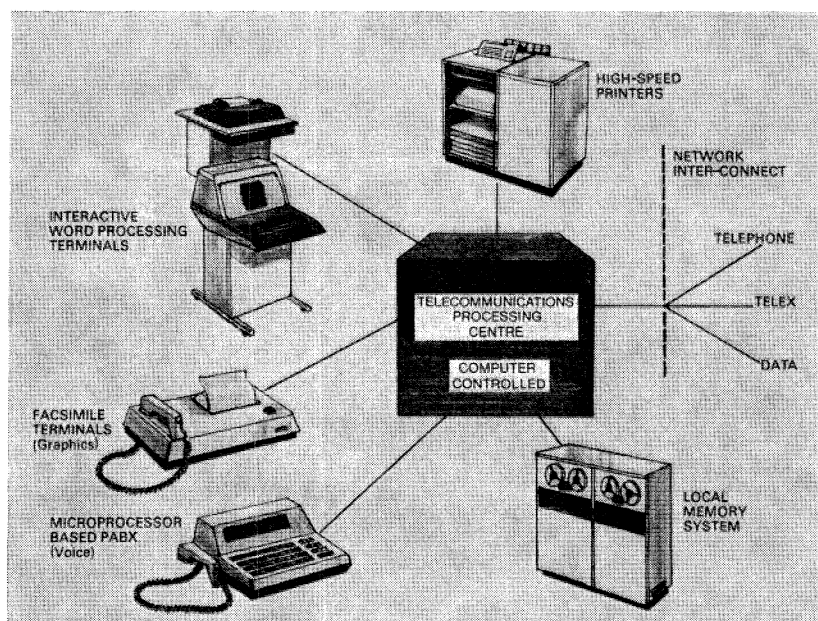 HIGH-SPEED
PRINTERS
NETWORK
INTER-CONNECT
INTERACTIVE
WORD PROCESSING
TERMINALS
TELEPHONE
TELECOMMUNICATIONS
PROCESSING
CENTRE
TELEX
COMPUTER
CONTROLLED
DATA
FACSIMILE
TERMINALS
(Graphics)
LOCAL
MEMORY
SYSTEM
MICROPROCESSOR
BASED PABX
(Voice)